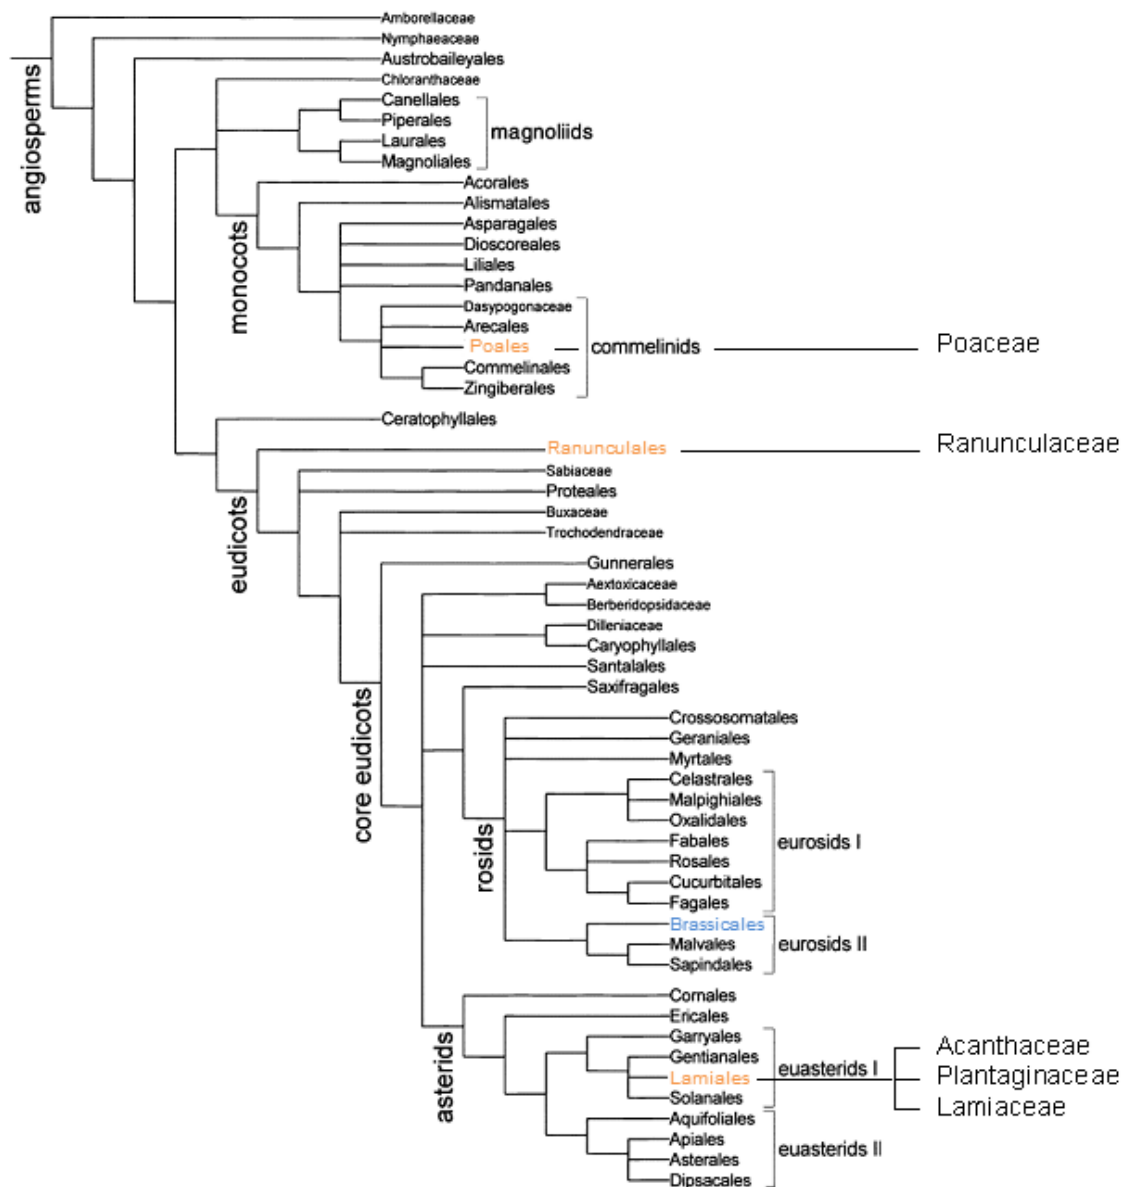 Amborellaceae
Nymphaeaceae
Austrobaileyales
Chloranthaceae
Canellales
Piperales
magnoliids
Laurales
Magnoliales
angiosperms
Acorales
Alismatales
Asparagales
Dioscoreales
Liliales
Pandanales
monocots
Dasypogonaceae
Arecales
Poales commelinids Poaceae
Commelinales
Zingiberales
Ceratophyllales
Ranunculales Ranunculaceae
Sabiaceae
Proteales
Buxaceae
Trochodendraceae
eudicots
Gunnerales
Aextoxicaceae
Berberidopsidaceae
Dilleniaceae
Caryophyllales
Santalales
Saxifragales
core eudicots
Crossosomatales
Geraniales
Myrtales
Celastrales
Malpighiales
Oxalidales
Fabales eurosids I
Rosales
rosids
Cucurbitales
Fagales
Brassicales
Malvales eurosids II
Sapindales
Cornales
Ericales
Garryales
Gentianales euasterids I
Lamiales
Solanales
Acanthaceae
Plantaginaceae
Lamiaceae
asterids
Aquifoliales
Apiales euasterids II
Asterales
Dipsacales